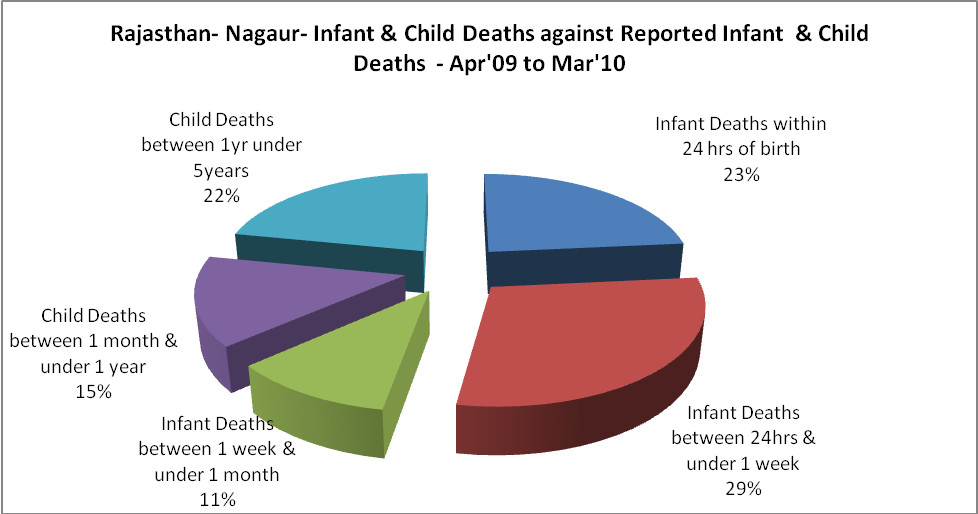 Rajasthan- Nagaur- Infant & Child Deaths against Reported Infant & Child
Deaths - Apr'09 to Mar'10
Infant Deaths within
24 hrs of birth
23%
Infant Deaths
between 24hrs &
under 1 week
29%
Infant Deaths
between 1 week &
under 1 month
11%
Child Deaths
between 1 month &
under 1 year
15%
Child Deaths
between 1yr under
5years
22%